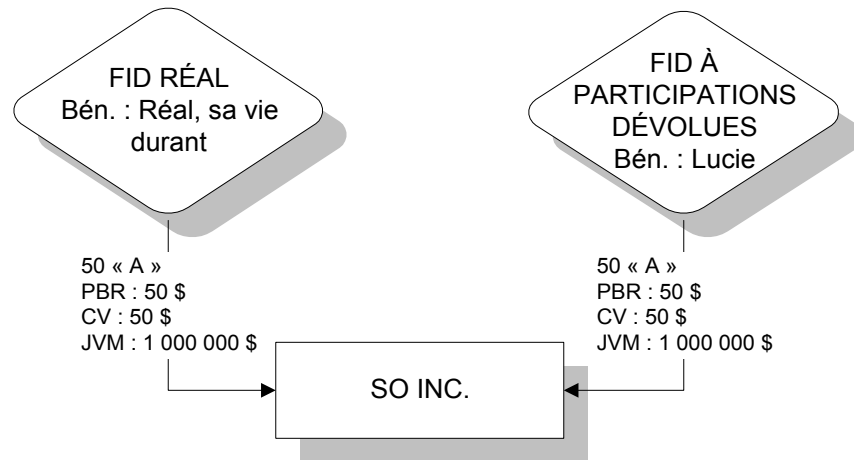 FID RÉAL
Bén. : Réal, sa vie
durant
FID À
PARTICIPATIONS
DÉVOLUES
Bén. : Lucie
50 « A »
PBR : 50 $
CV : 50 $
JVM : 1 000 000 $
50 « A »
PBR : 50 $
CV : 50 $
JVM : 1 000 000 $
SO INC.